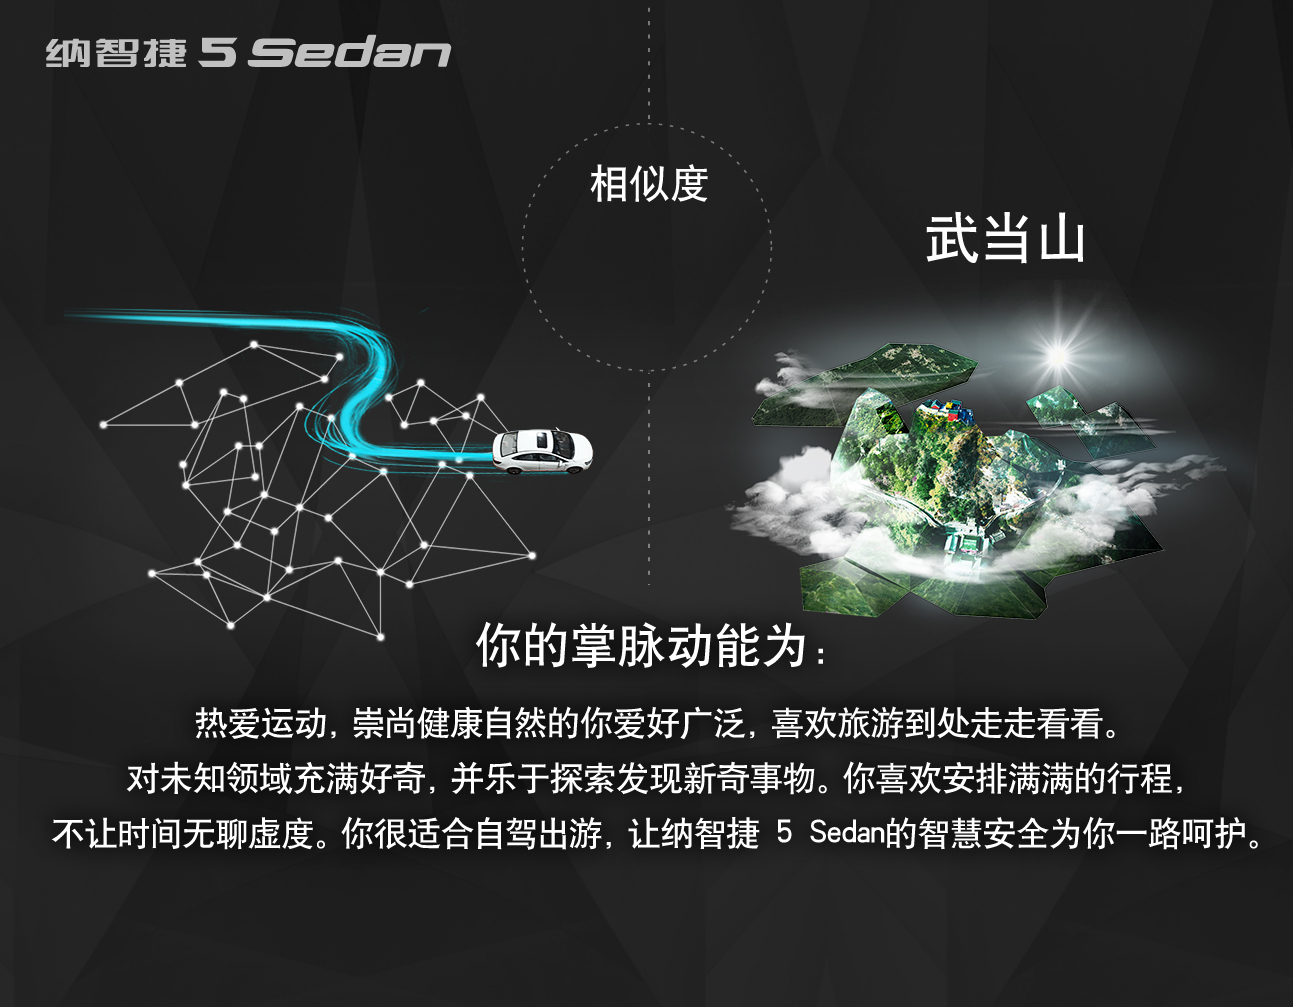 纳智捷 5 Sedan
相似度
武当山
你的掌脉动能为：
热爱运动，崇尚健康自然的你爱好广泛，喜欢旅游到处走走看看。
对未知领域充满好奇，并乐于探索发现新奇事物。你喜欢安排满满的行程，
不让时间无聊虚度。你很适合自驾出游，让纳智捷 5 Sedan的智慧安全为你一路呵护。